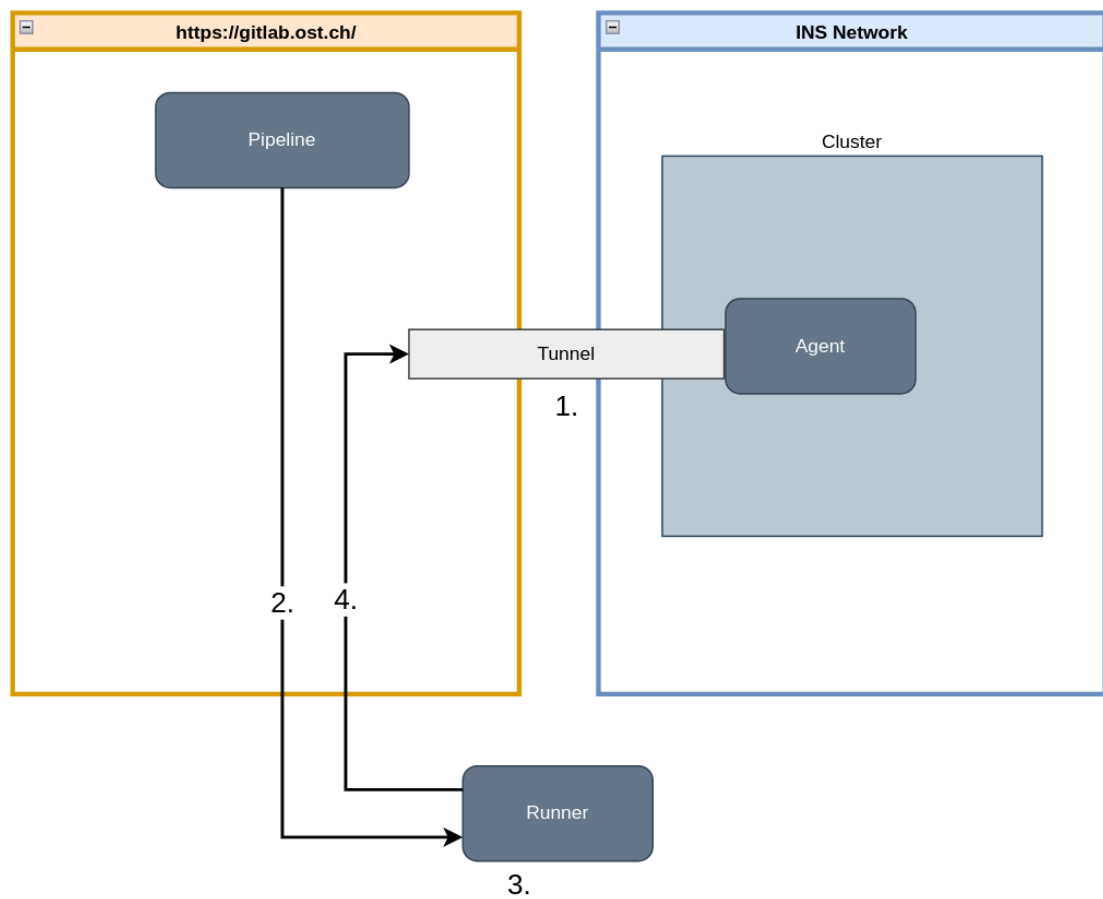 https://gitlab.ost.ch/
INS Network
Pipeline
Cluster
Tunnel
Agent
1.
2.
4.
Runner
3.